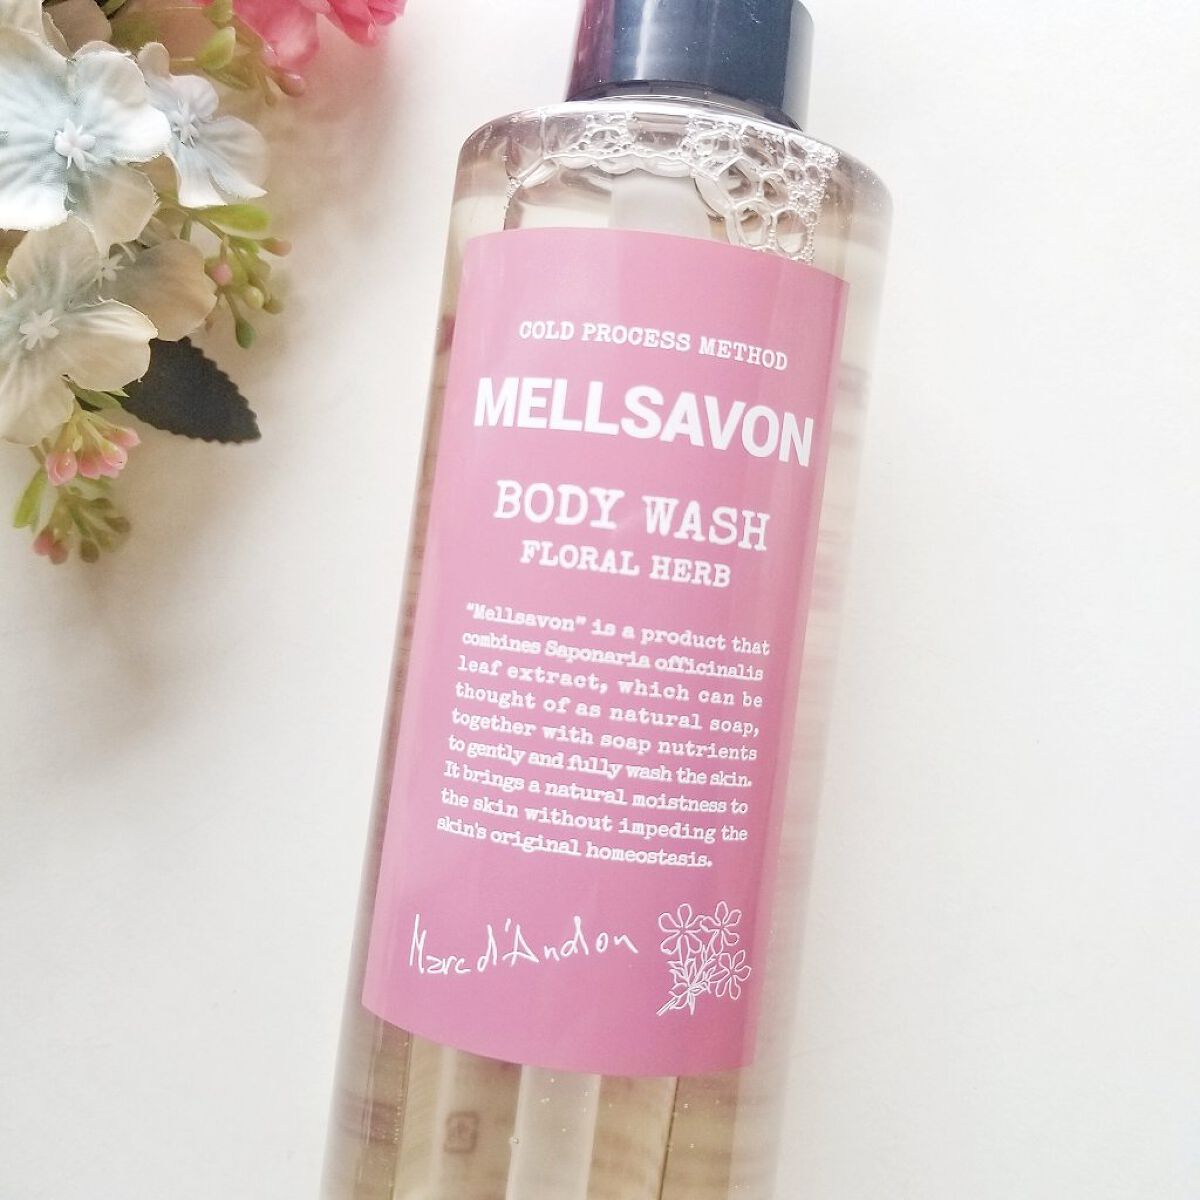 COLD PROCESS METHOD
MELLSAVON
BODY WASH
FLORAL HERB
“Mellsavon” is a product that
combines Saponaria officinalis
leaf extract, which can be
thought of as natural soap,
together with soap nutrients
to gently and fully wash the skin.
It brings a natural moistness to
the skin without impeding the
skin's original homeostasis.
Marc d'Andion